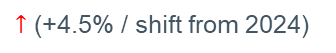 ↑ (+4.5% / shift from 2024)